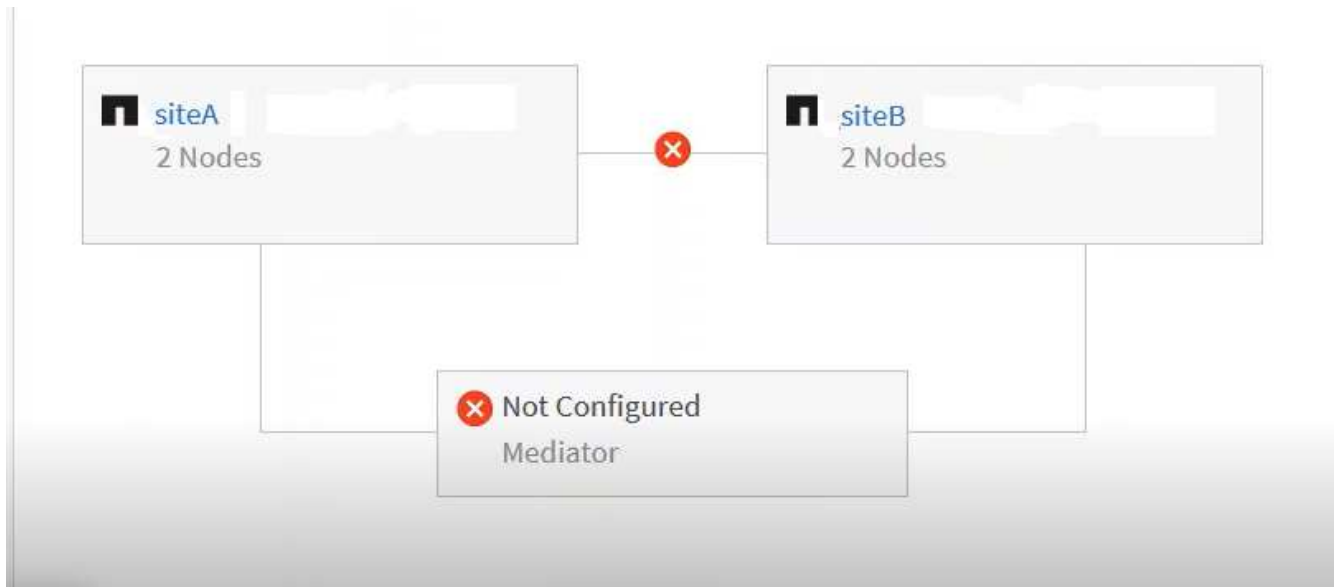 siteA
2 Nodes
siteB
2 Nodes
Not Configured
Mediator